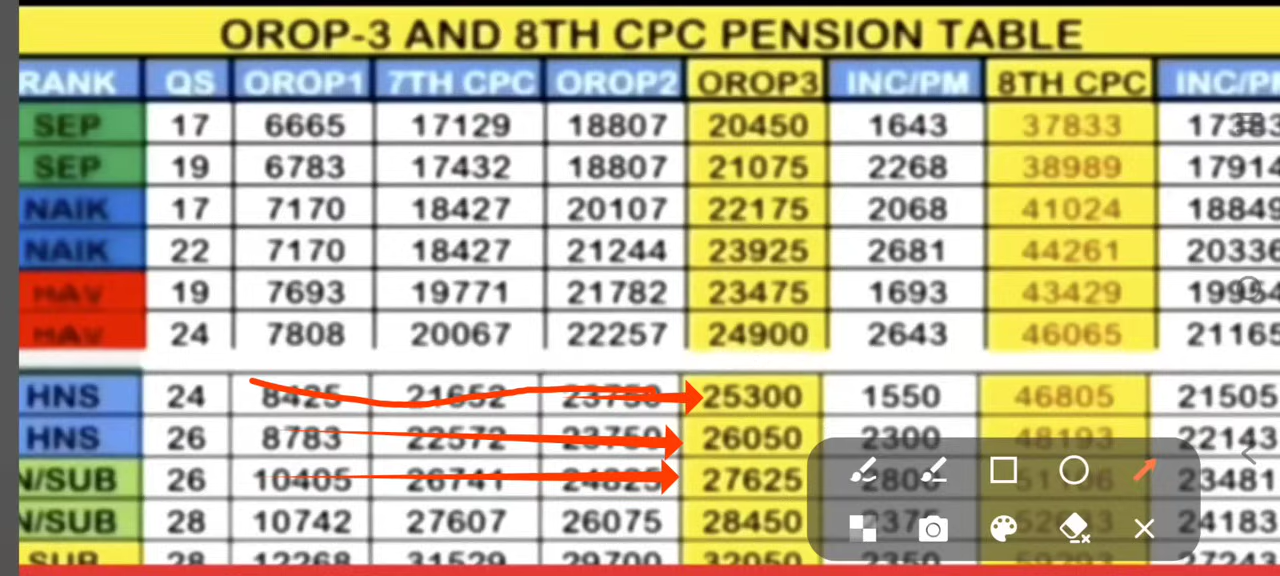 OROP-3 AND 8TH CPC PENSION TABLE
RANK QS OROP1 7TH CPC OROP2 OROP3 INC/PM 8TH CPC
SEP 17 6665 17129 18807 20450 1643 37833 17383
SEP 19 6783 17432 18807 21075 2268 38989 17914
NAIK 17 7170 18427 20107 22175 2068 41024 18849
NAIK 22 7170 18427 21244 23925 2681 44261 20336
HAV 19 7693 19771 21782 23475 1693 43429 19954
HAV 24 7808 20067 22257 24900 2643 46065 21165
HNS 24 8425 21652 23750 25300 1550 46805 21505
HNS 26 8783 22572 23750 26050 2300 48193 22143
N/SUB 26 10405 26741 24825 27625 2800 51106 23481
N/SUB 28 10742 27607 26075 28450 2375 24183
SUB 28 12268 31529 29700 32050 2350 59293 27243